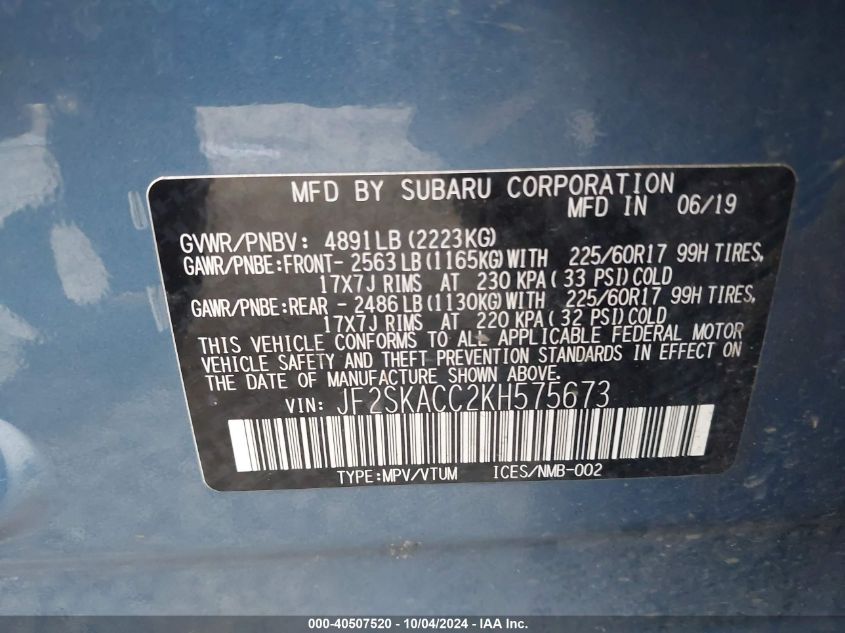 MFD BY SUBARU CORPORATION
MFD IN 06/19
GVWR/PNBV: 4891LB (2223KG)
GAWR/PNBE:FRONT- 2563 LB (1165KG) WITH 225/60R17 99H TIRES,
17X7J RIMS AT 230 KPA (33 PSI) COLD
GAWR/PNBE:REAR - 2486 LB (1130KG) WITH 225/60R17 99H TIRES,
17X7J RIMS AT 220 KPA (32 PSI) COLD
THIS VEHICLE CONFORMS TO ALL APPLICABLE FEDERAL MOTOR
VEHICLE SAFETY AND THEFT PREVENTION STANDARDS IN EFFECT ON
THE DATE OF MANUFACTURE SHOWN ABOVE.
VIN: JF2SKACC2KH575673
TYPE:MPV/VTUM ICES/NMB-002
000-40507520 - 10/04/2024 - IAA Inc.